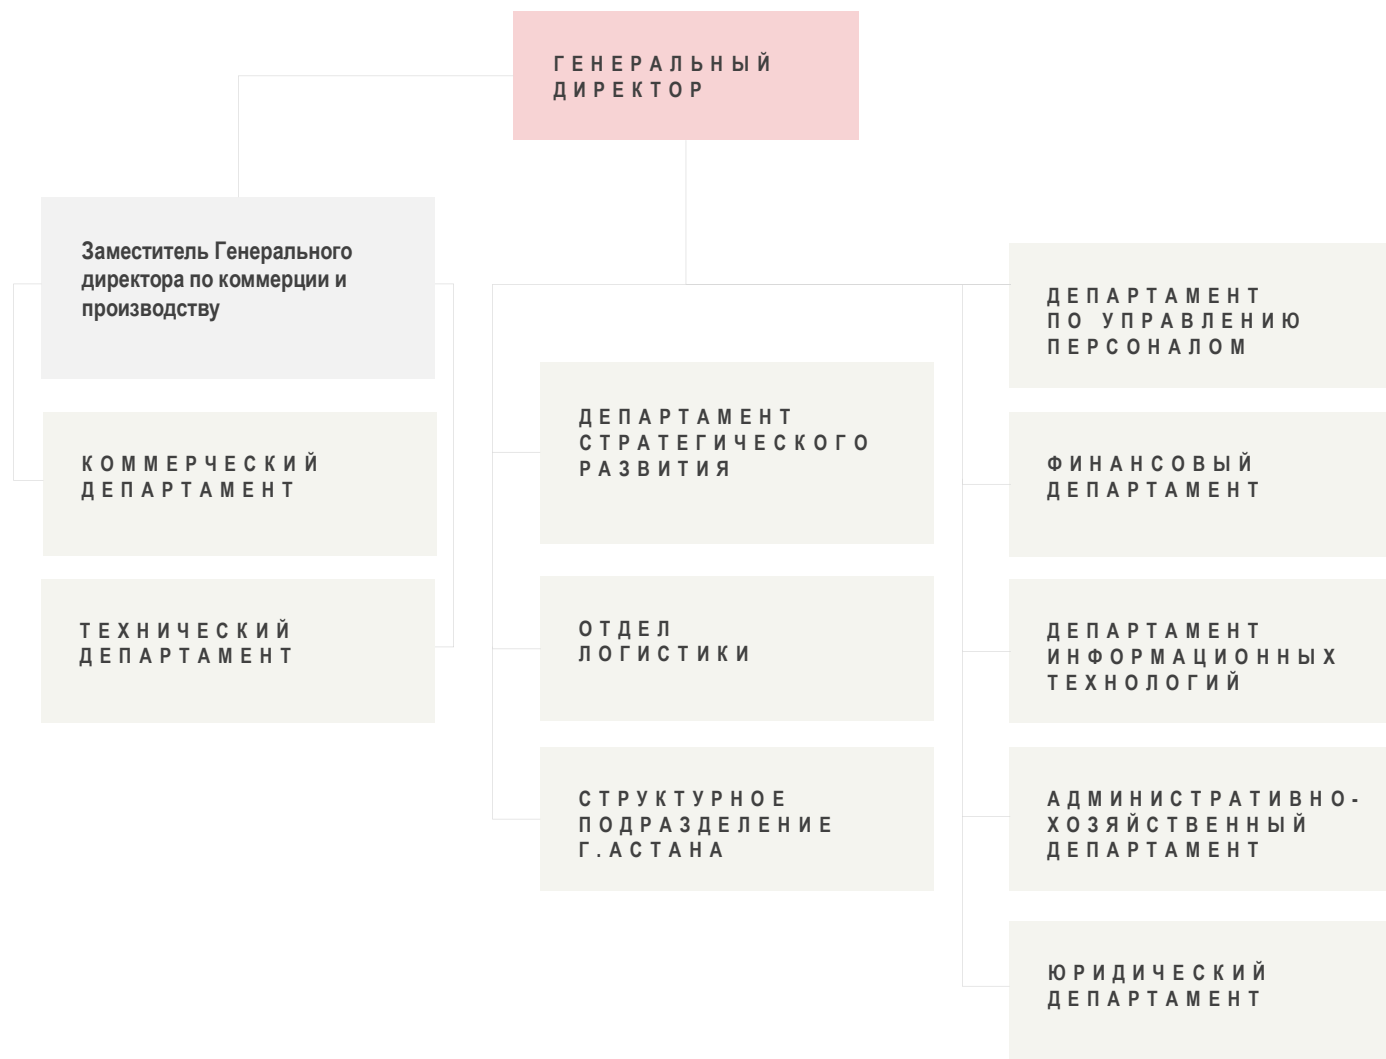 ГЕНЕРАЛЬНЫЙ
ДИРЕКТОР
Заместитель Генерального
директора по коммерции и
производству
КОММЕРЧЕСКИЙ
ДЕПАРТАМЕНТ
ТЕХНИЧЕСКИЙ
ДЕПАРТАМЕНТ
ДЕПАРТАМЕНТ
СТРАТЕГИЧЕСКОГО
РАЗВИТИЯ
ОТДЕЛ
ЛОГИСТИКИ
СТРУКТУРНОЕ
ПОДРАЗДЕЛЕНИЕ
Г.АСТАНА
ДЕПАРТАМЕНТ
ПО УПРАВЛЕНИЮ
ПЕРСОНАЛОМ
ФИНАНСОВЫЙ
ДЕПАРТАМЕНТ
ДЕПАРТАМЕНТ
ИНФОРМАЦИОННЫХ
ТЕХНОЛОГИЙ
АДМИНИСТРАТИВНО-
ХОЗЯЙСТВЕННЫЙ
ДЕПАРТАМЕНТ
ЮРИДИЧЕСКИЙ
ДЕПАРТАМЕНТ